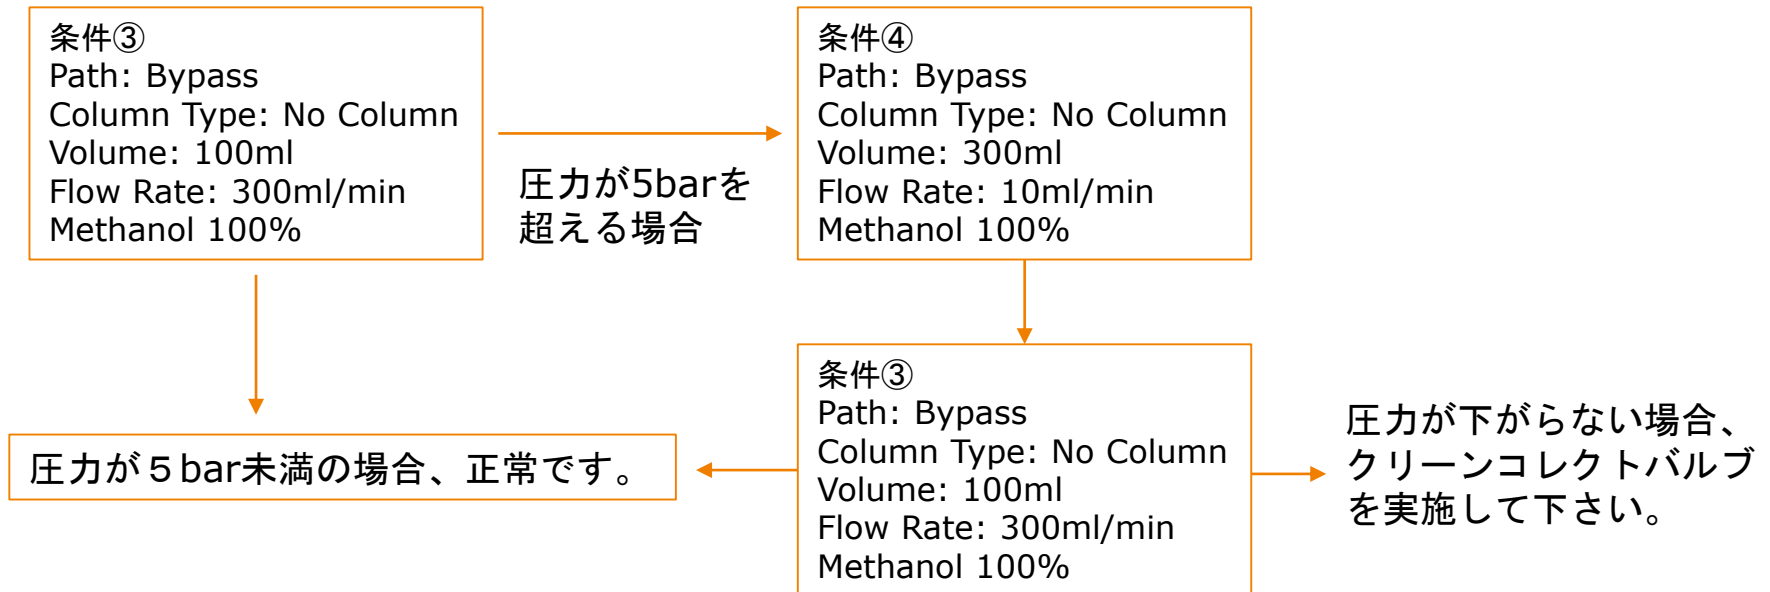 条件③
Path: Bypass
Column Type: No Column
Volume: 100ml
Flow Rate: 300ml/min
Methanol 100%
圧力が5barを
超える場合
条件④
Path: Bypass
Column Type: No Column
Volume: 300ml
Flow Rate: 10ml/min
Methanol 100%
圧力が５bar未満の場合、正常です。
条件③
Path: Bypass
Column Type: No Column
Volume: 100ml
Flow Rate: 300ml/min
Methanol 100%
圧力が下がらない場合、
クリーンコレクトバルブ
を実施して下さい。